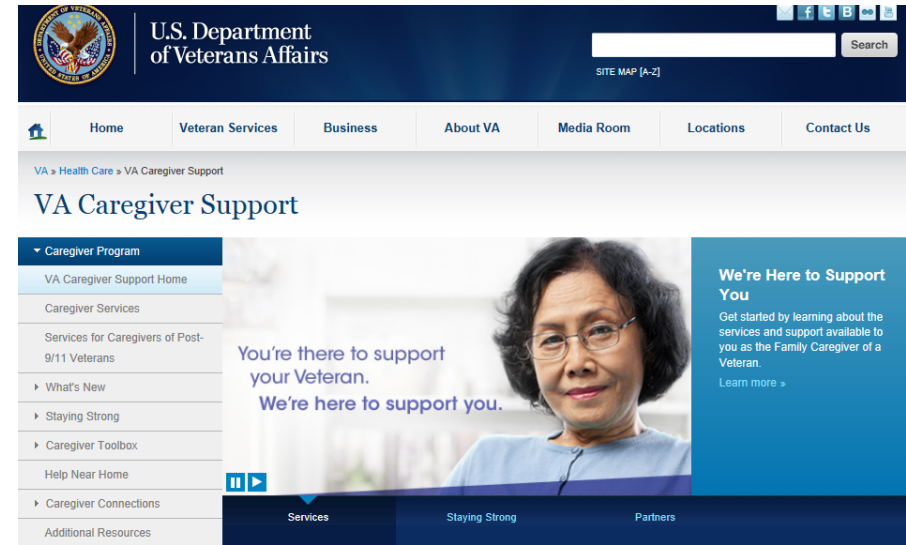 U.S. Department
of Veterans Affairs
Search
SITE MAP [A-Z]
Home
Veteran Services
Business
About VA
Media Room
Locations
Contact Us
VA » Health Care » VA Caregiver Support
VA Caregiver Support
Caregiver Program
VA Caregiver Support Home
Caregiver Services
Services for Caregivers of Post-
9/11 Veterans
What's New
Staying Strong
Caregiver Toolbox
Help Near Home
Caregiver Connections
Additional Resources
You're there to support
your Veteran.
We're here to support you.
We're Here to Support
You
Get started by learning about the
services and support available to
you as the Family Caregiver of a
Veteran.
Learn more »
Services
Staying Strong
Partners